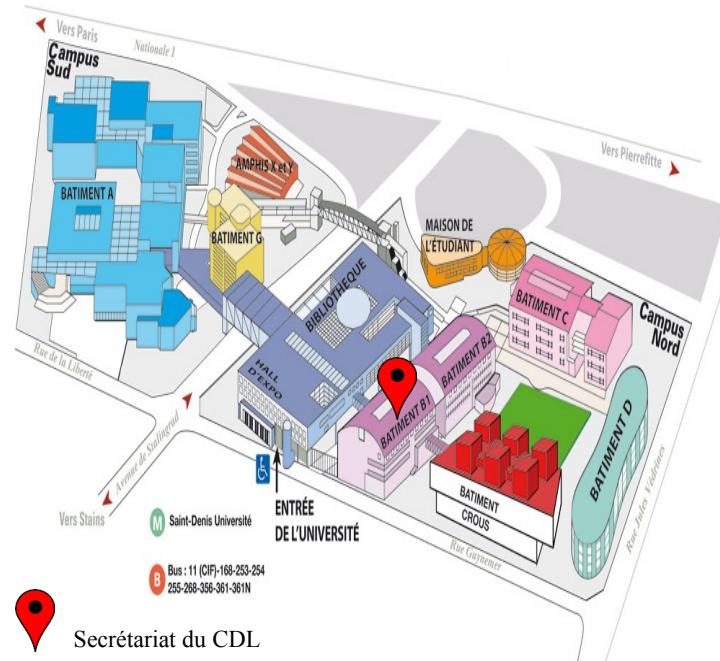 Vers Paris
Nationale 1
Campus
Sud
AMPHIS X et Y
Vers Pierrefitte
BATIMENT A
BATIMENT G
MAISON DE
L'ÉTUDIANT
BIBLIOTHEQUE
BATIMENT C
Campus
Nord
HALL
D'EXPO
BATIMENT B2
BATIMENT B1
Rue de la Liberté
Avenue de Stalingrad
BATIMENT D
BATIMENT
CROUS
Rue Jules Védrines
Vers Stains
ENTRÉE
DE L'UNIVERSITÉ
Rue Guynemer
M Saint-Denis Université
B Bus : 11 (CIF)-168-253-254
255-268-356-361-361N
Secrétariat du CDL